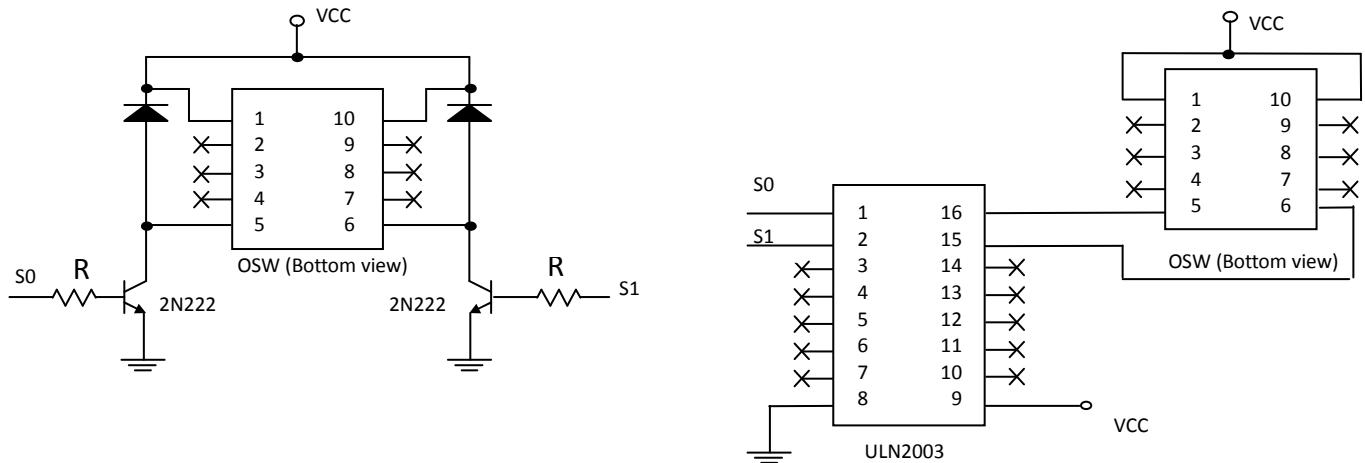 VCC
1 10
2 9
3 8
4 7
5 6
OSW (Bottom view)
S0 R 2N222 2N222 R S1
VCC
1 10
2 9
3 8
4 7
5 6
OSW (Bottom view)
S0
S1
1 16
2 15
3 14
4 13
5 12
6 11
7 10
8 9
VCC
ULN2003